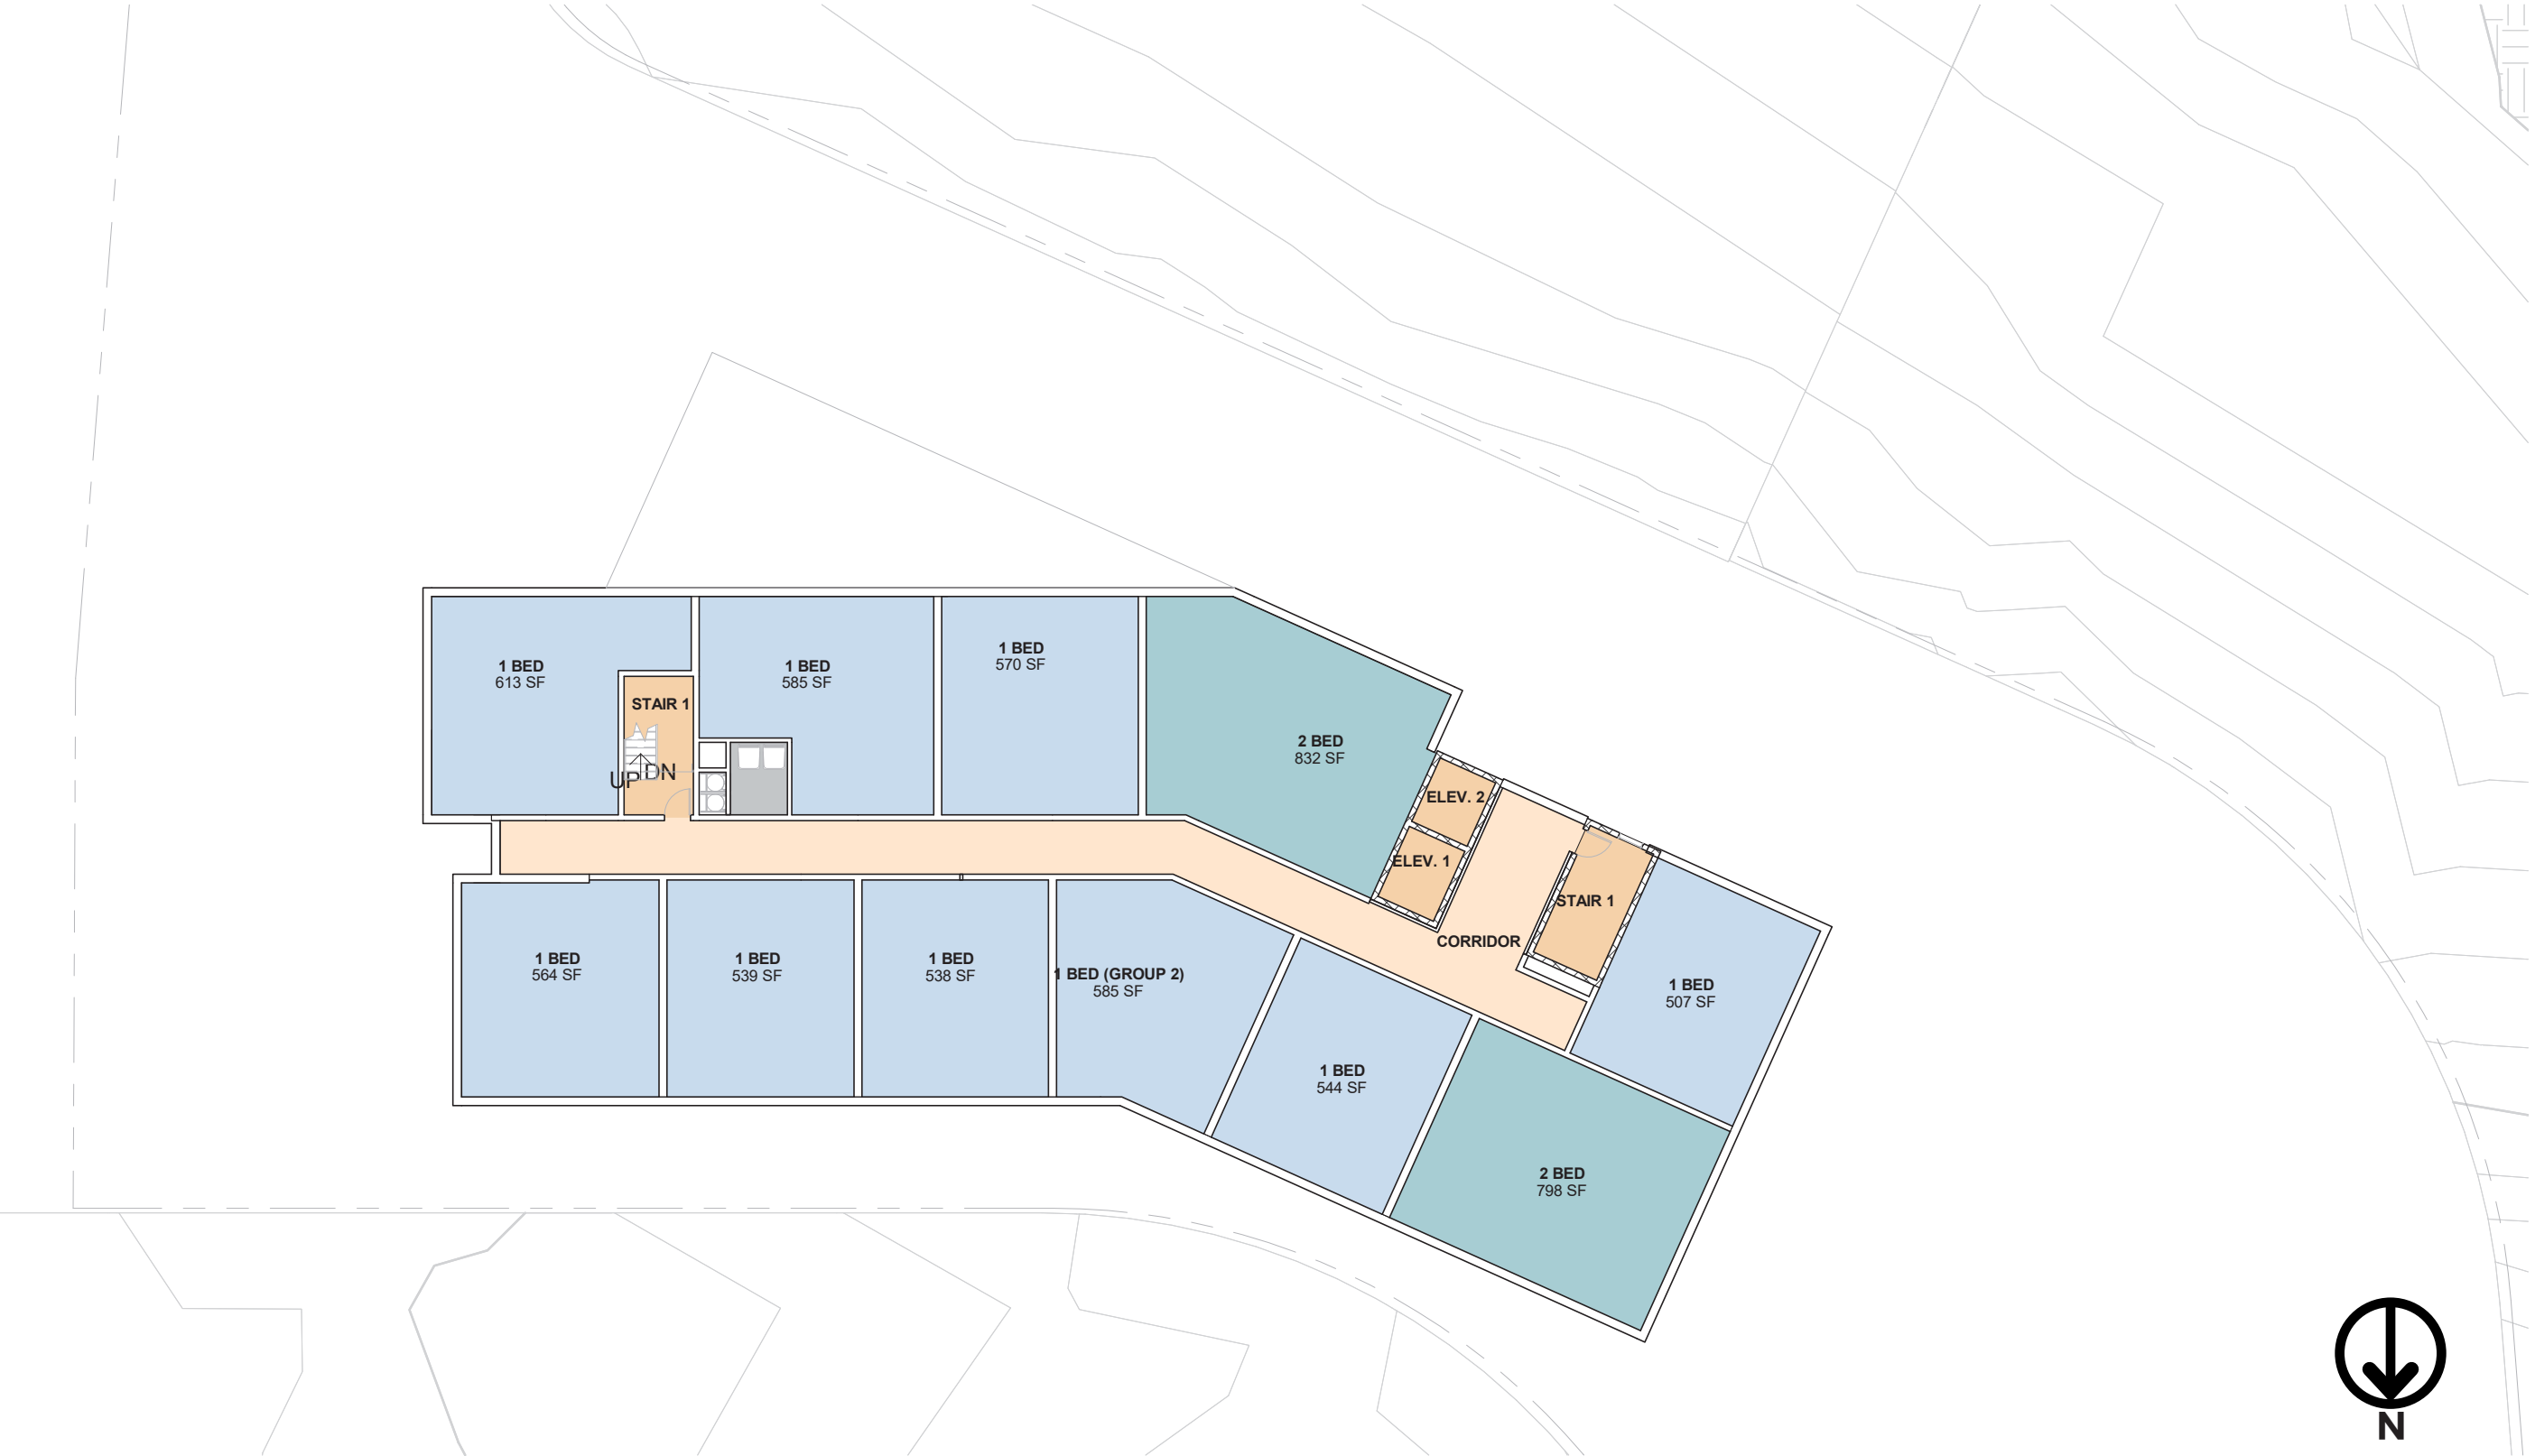 1 BED
613 SF
STAIR 1
UP
DN
1 BED
585 SF
1 BED
570 SF
2 BED
832 SF
ELEV. 2
ELEV. 1
STAIR 1
CORRIDOR
1 BED
564 SF
1 BED
539 SF
1 BED
538 SF
1 BED (GROUP 2)
585 SF
1 BED
507 SF
1 BED
544 SF
2 BED
798 SF
N